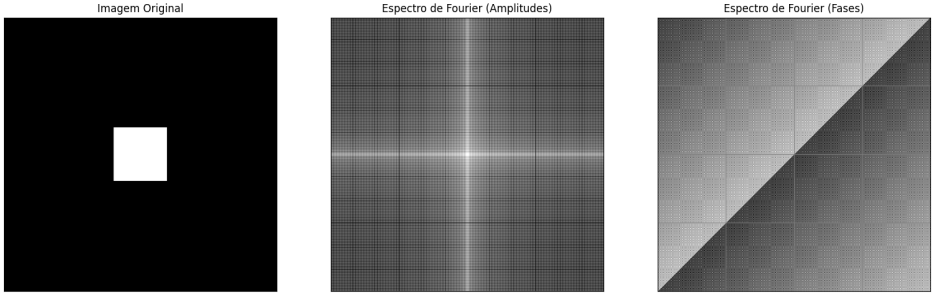 Imagem Original
Espectro de Fourier (Amplitudes)
Espectro de Fourier (Fases)